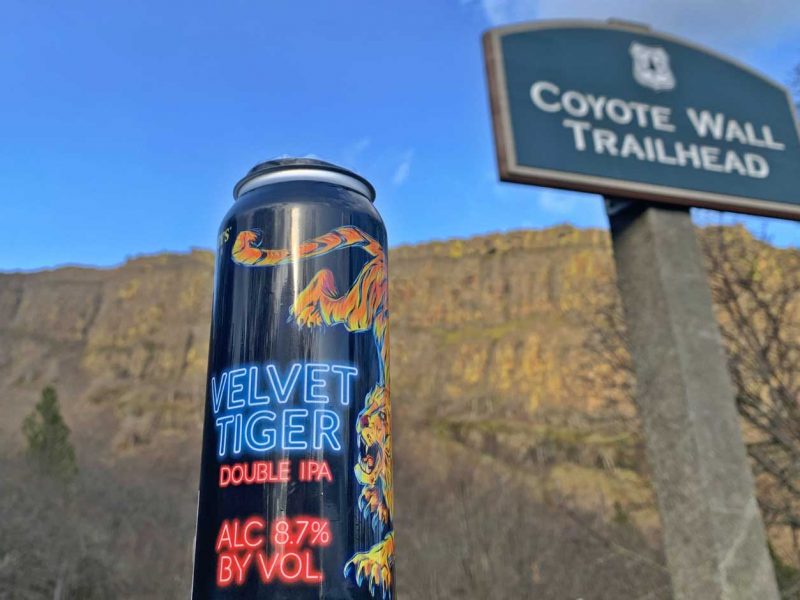 COYOTE WALL
TRAILHEAD
VELVET
TIGER
DOUBLE IPA
ALC 8.7%
BY VOL.